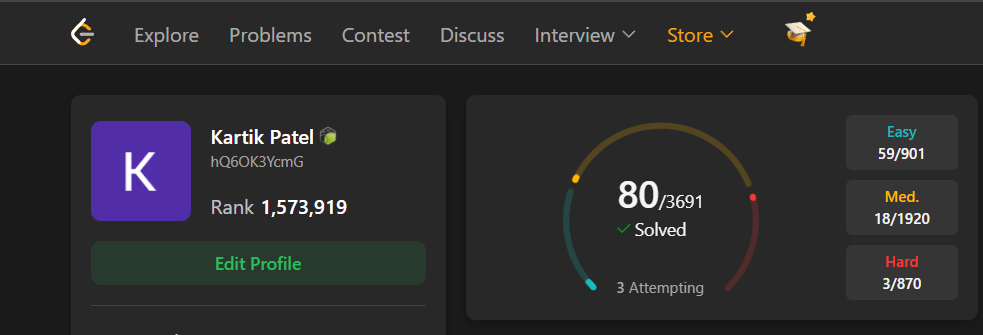 Explore Problems Contest Discuss Interview Store
K
Kartik Patel
hQ6OK3YcmG
Rank 1,573,919
Edit Profile
80/3691
Solved
3 Attempting
Easy
59/901
Med.
18/1920
Hard
3/870